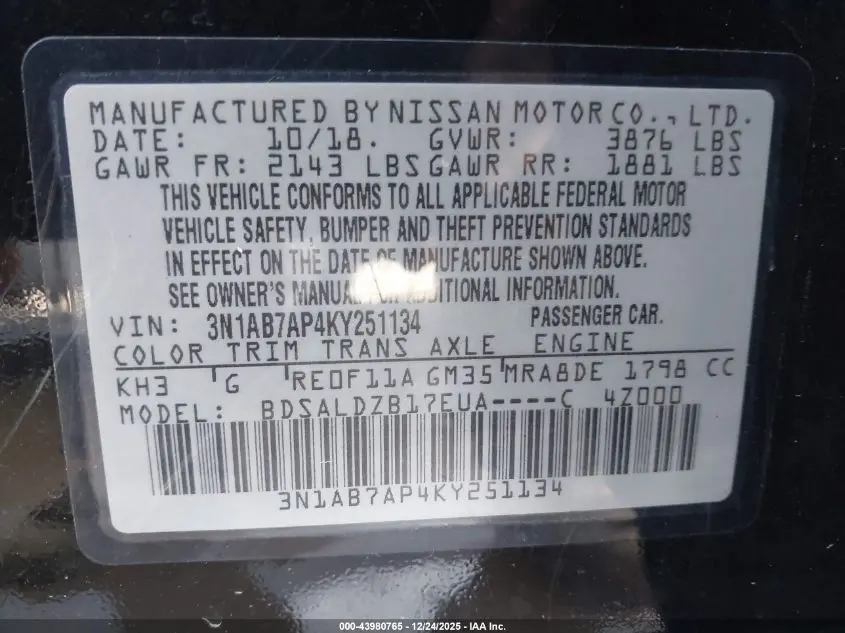 MANUFACTURED BY NISSAN MOTOR CO., LTD.
DATE: 10/18. GVWR: 3876 LBS
GAWR FR: 2143 LBS GAWR RR: 1881 LBS
THIS VEHICLE CONFORMS TO ALL APPLICABLE FEDERAL MOTOR
VEHICLE SAFETY, BUMPER AND THEFT PREVENTION STANDARDS
IN EFFECT ON THE DATE OF MANUFACTURE SHOWN ABOVE.
SEE OWNER'S MANUAL FOR ADDITIONAL INFORMATION.
VIN: 3N1AB7AP4KY251134 PASSENGER CAR.
COLOR TRIM TRANS AXLE ENGINE
KH3 G RE0F11A GM35 MRA8DE 1798 CC
MODEL: BDSALDZB17EUA----C 4Z000
3N1AB7AP4KY251134
000-43980765 - 12/24/2025 - IAA Inc.